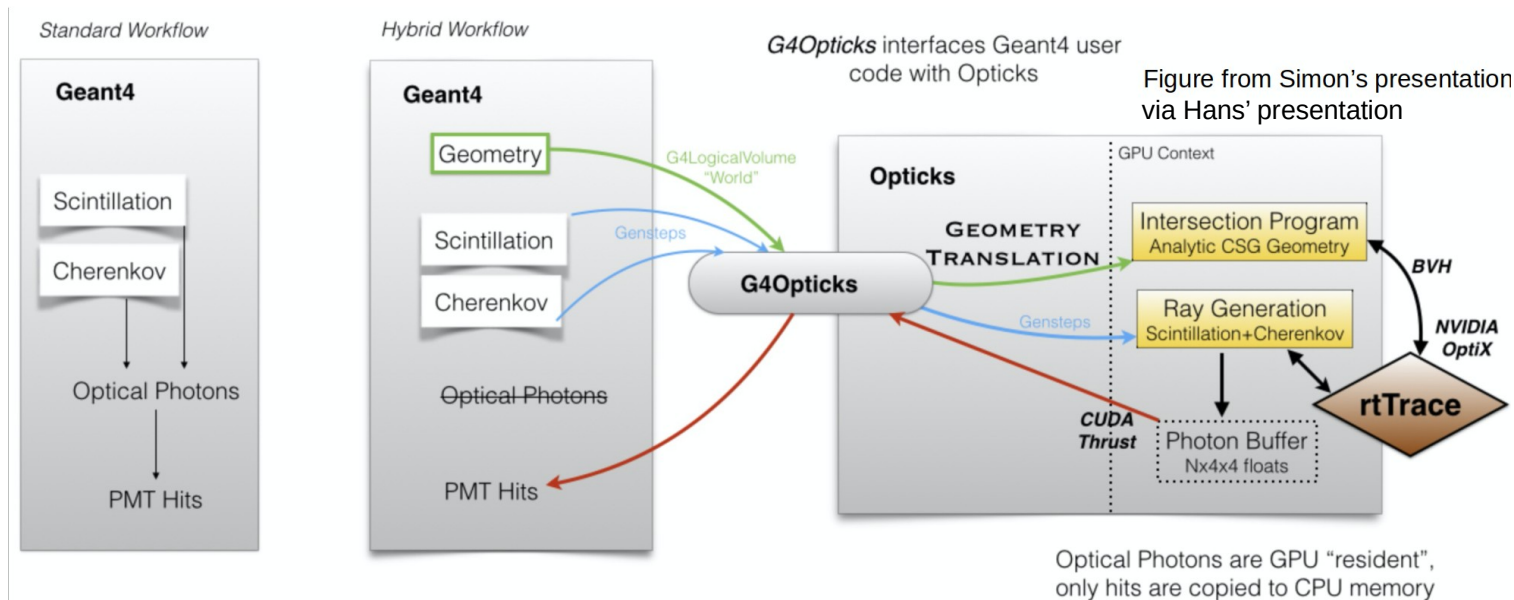 Standard Workflow
Geant4
Scintillation
Cherenkov
Optical Photons
PMT Hits
Hybrid Workflow
Geant4
Geometry
Scintillation
Cherenkov
Optical Photons
PMT Hits
G4LogicalVolume
“World”
Gensteps
G4Opticks interfaces Geant4 user
code with Opticks
Figure from Simon’s presentation
via Hans’ presentation
G4Opticks
Opticks
GPU Context
GEOMETRY
TRANSLATION
Gensteps
Intersection Program
Analytic CSG Geometry
Ray Generation
Scintillation+Cherenkov
CUDA
Thrust
Photon Buffer
Nx4x4 floats
BVH
NVIDIA
OptiX
rtTrace
Optical Photons are GPU “resident”,
only hits are copied to CPU memory